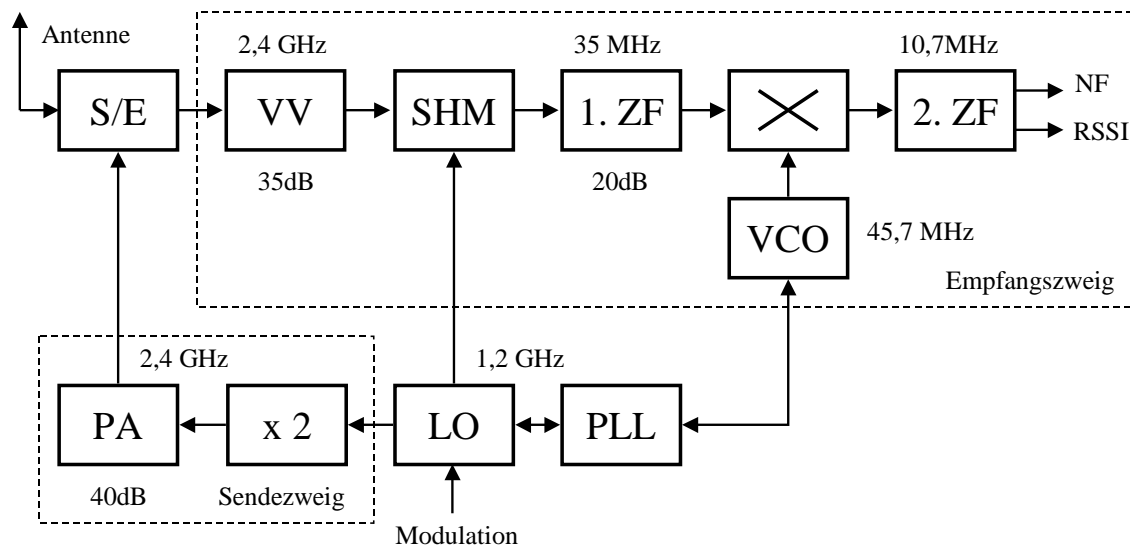 Antenne
2,4 GHz
35 MHz
10,7MHz
S/E
VV
SHM
1. ZF
2. ZF
NF
RSSI
35dB
20dB
VCO
45,7 MHz
Empfangszweig
2,4 GHz
1,2 GHz
PA
x 2
LO
PLL
40dB
Sendezweig
Modulation